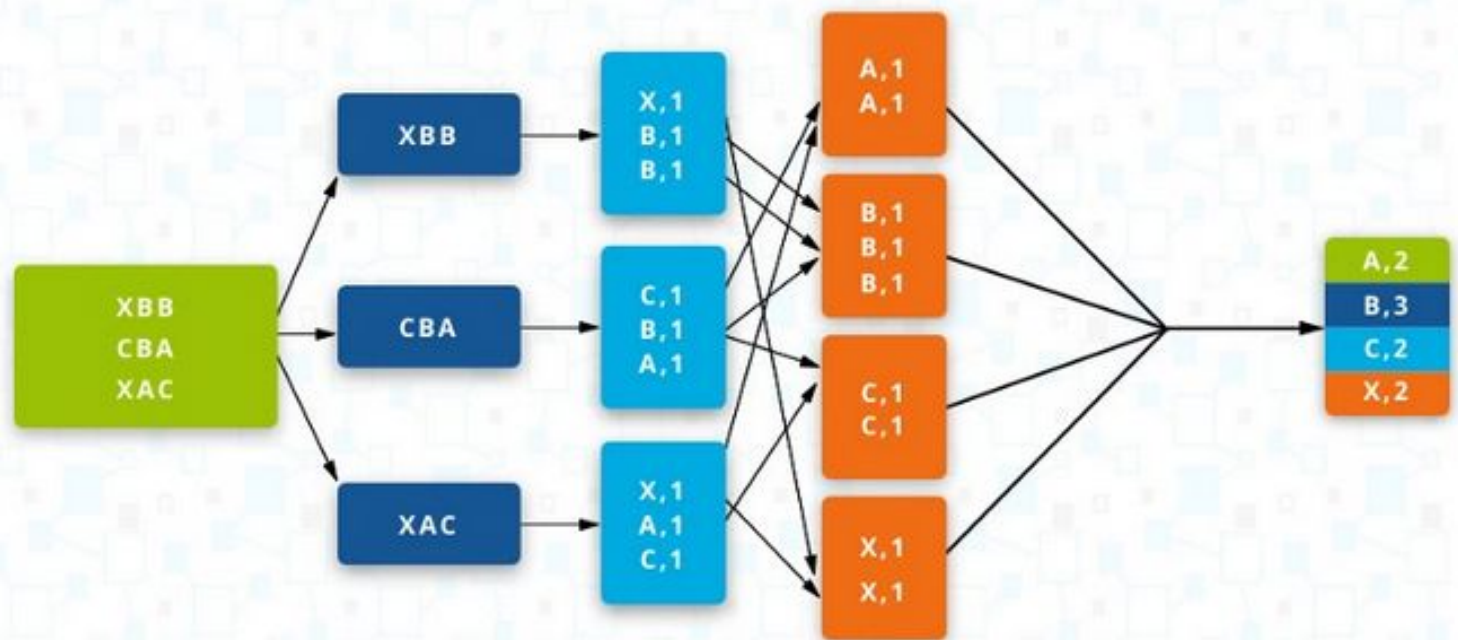 XBB
CBA
XAC
XBB
CBA
XAC
X,1
B,1
B,1
C,1
B,1
A,1
X,1
A,1
C,1
A,1
A,1
B,1
B,1
B,1
C,1
C,1
X,1
X,1
A,2
B,3
C,2
X,2